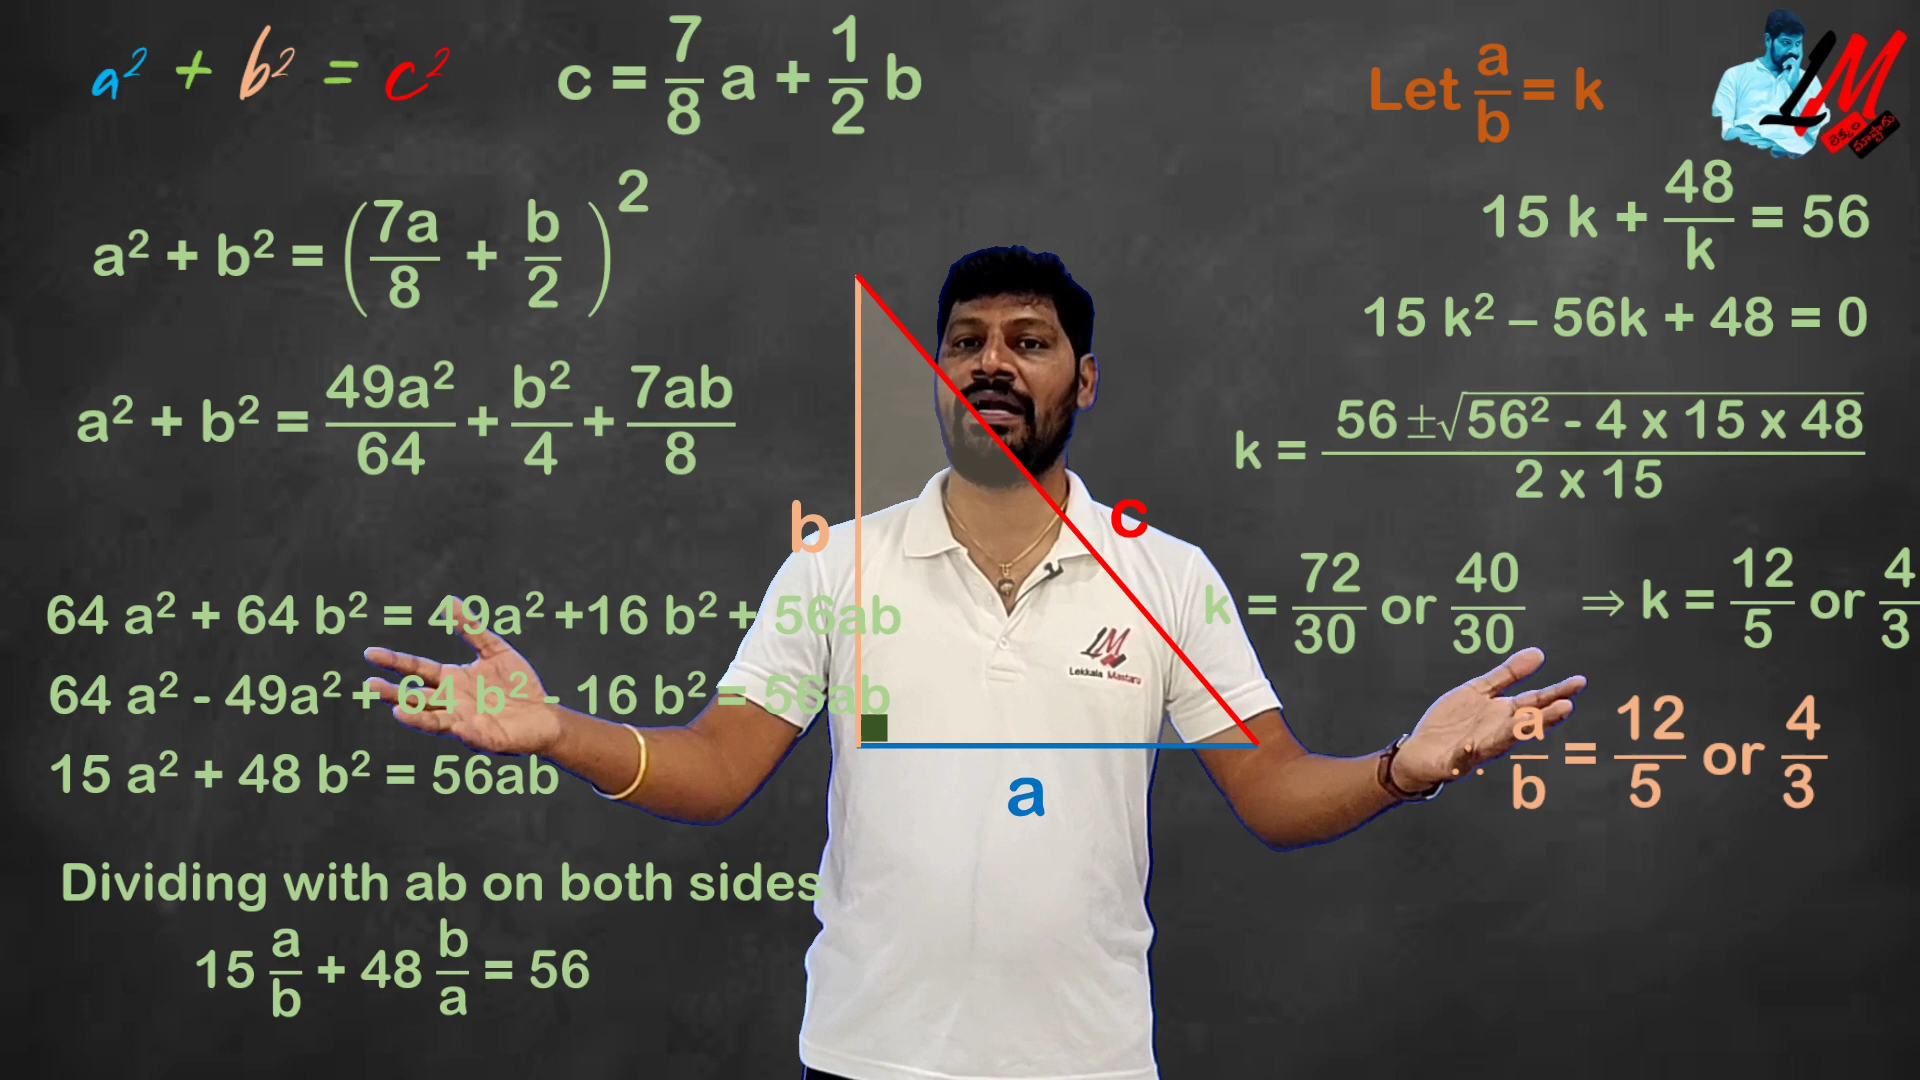 a² + b² = c²
c = 7/8 a + 1/2 b
a² + b² = (7a/8 + b/2)²
a² + b² = 49a²/64 + b²/4 + 7ab/8
64 a² + 64 b² = 49a² +16 b² + 56ab
64 a² - 49a² + 64 b² - 16 b² = 56ab
15 a² + 48 b² = 56ab
Dividing with ab on both sides
15 a/b + 48 b/a = 56
b
c
a
LM
Lekkala Mastaru
Let a/b = k
LM
లెక్కల
మాష్టారు
15 k + 48/k = 56
15 k² – 56k + 48 = 0
k = 56 ±√56² - 4 x 15 x 48 / 2 x 15
k = 72/30 or 40/30 ⇒ k = 12/5 or 4/3
∴ a/b = 12/5 or 4/3